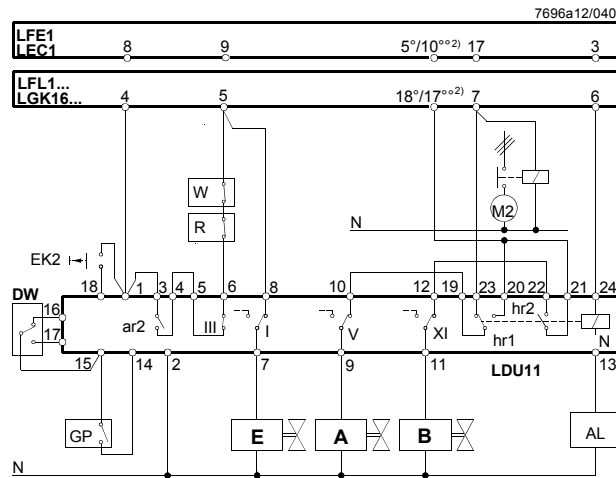 7696a12/040
LFE1
LEC1 8 9 5°/10°°²⁾ 17 3
LFL1...
LGK16... 4 5 18°/17°°²⁾ 7 6
W
M2
R N
EK2
18 1 3 4 5 6 8 10 12 19 23 20 22 21 24
DW
16 hr2
ar2 III I V XI
17 hr1 N
15 14 2 7 9 11 LDU11 13
GP E A B AL
N